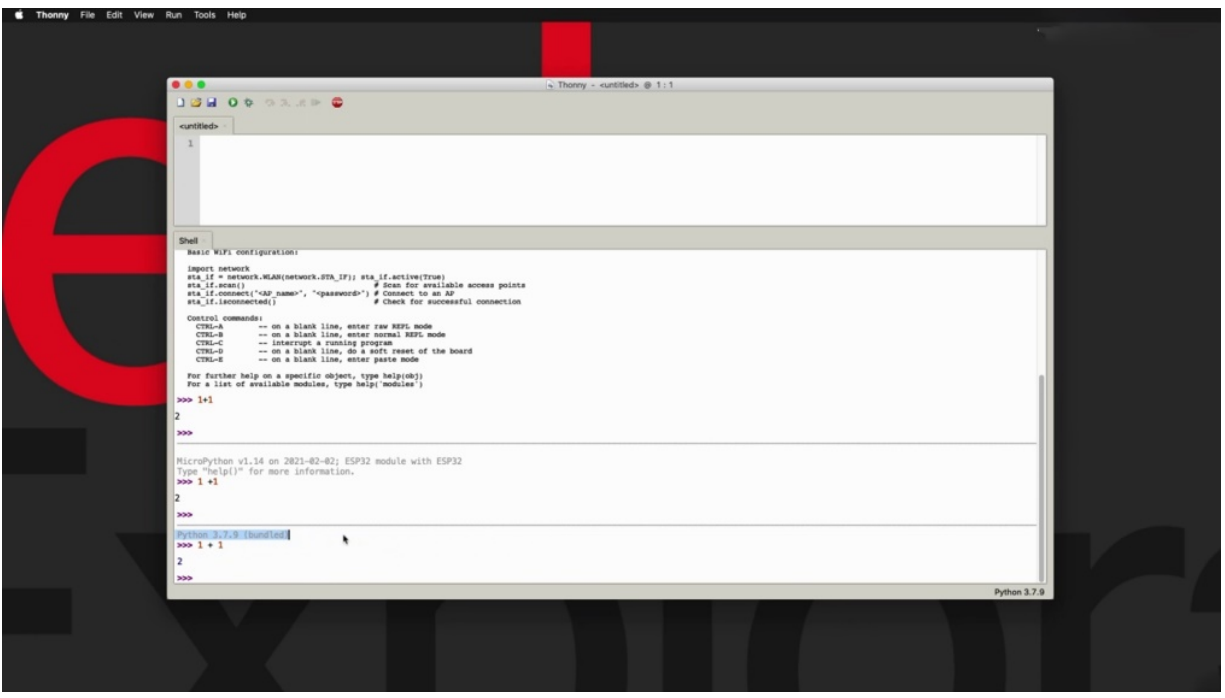 Thonny File Edit View Run Tools Help
Thonny - <untitled> @ 1 : 1
<untitled>
1
Shell
Basic WiFi configuration:
import network
sta_if = network.WLAN(network.STA_IF); sta_if.active(True)
sta_if.scan() # Scan for available access points
sta_if.connect("<AP_name>", "<password>") # Connect to an AP
sta_if.isconnected() # Check for successful connection
Control commands:
CTRL-A -- on a blank line, enter raw REPL mode
CTRL-B -- on a blank line, enter normal REPL mode
CTRL-C -- interrupt a running program
CTRL-D -- on a blank line, do a soft reset of the board
CTRL-E -- on a blank line, enter paste mode
For further help on a specific object, type help(obj)
For a list of available modules, type help('modules')
>>> 1+1
2
>>>
MicroPython v1.14 on 2021-02-02; ESP32 module with ESP32
Type "help()" for more information.
>>> 1 +1
2
>>>
Python 3.7.9 (bundled)
>>> 1 + 1
2
>>>
Python 3.7.9